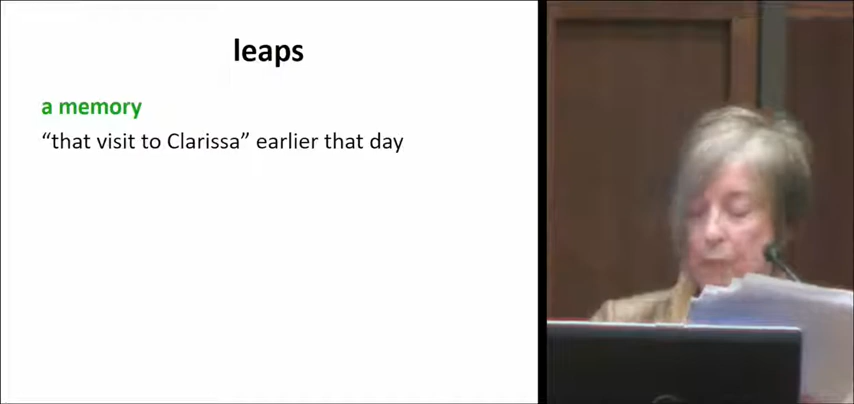 leaps
a memory
“that visit to Clarissa” earlier that day